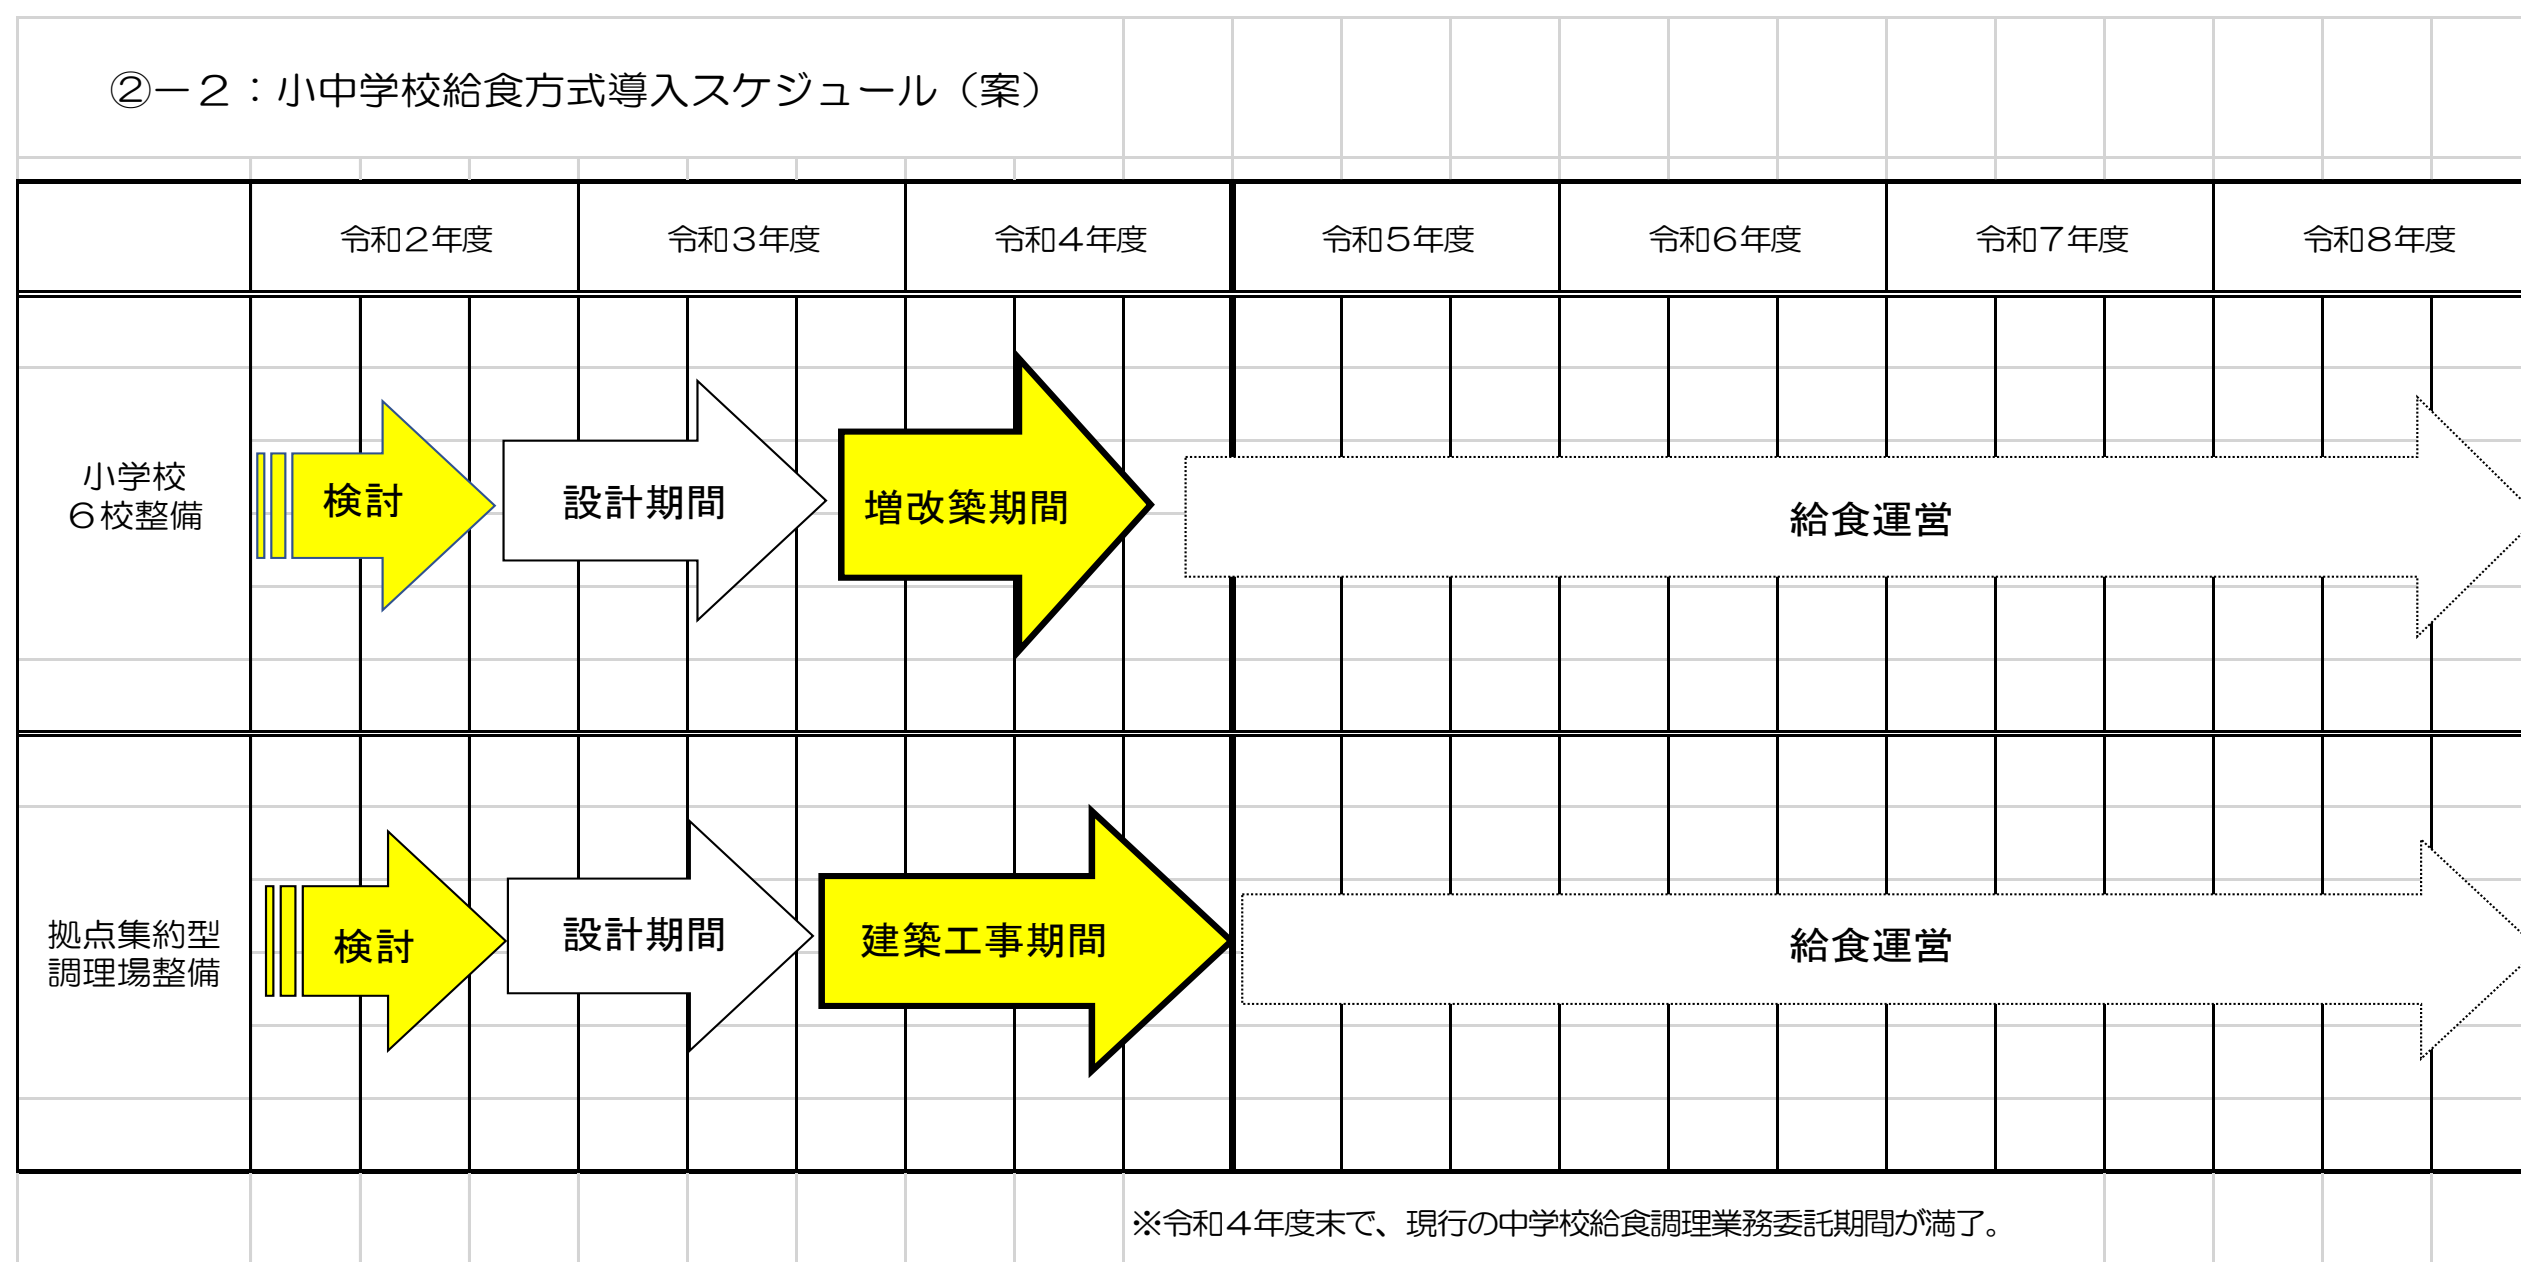 ②－２：小中学校給食方式導入スケジュール（案）
令和２年度
令和３年度
令和４年度
令和５年度
令和６年度
令和７年度
令和８年度
小学校
６校整備
検討
設計期間
増改築期間
給食運営
拠点集約型
調理場整備
検討
設計期間
建築工事期間
給食運営
※令和４年度末で、現行の中学校給食調理業務委託期間が満了。